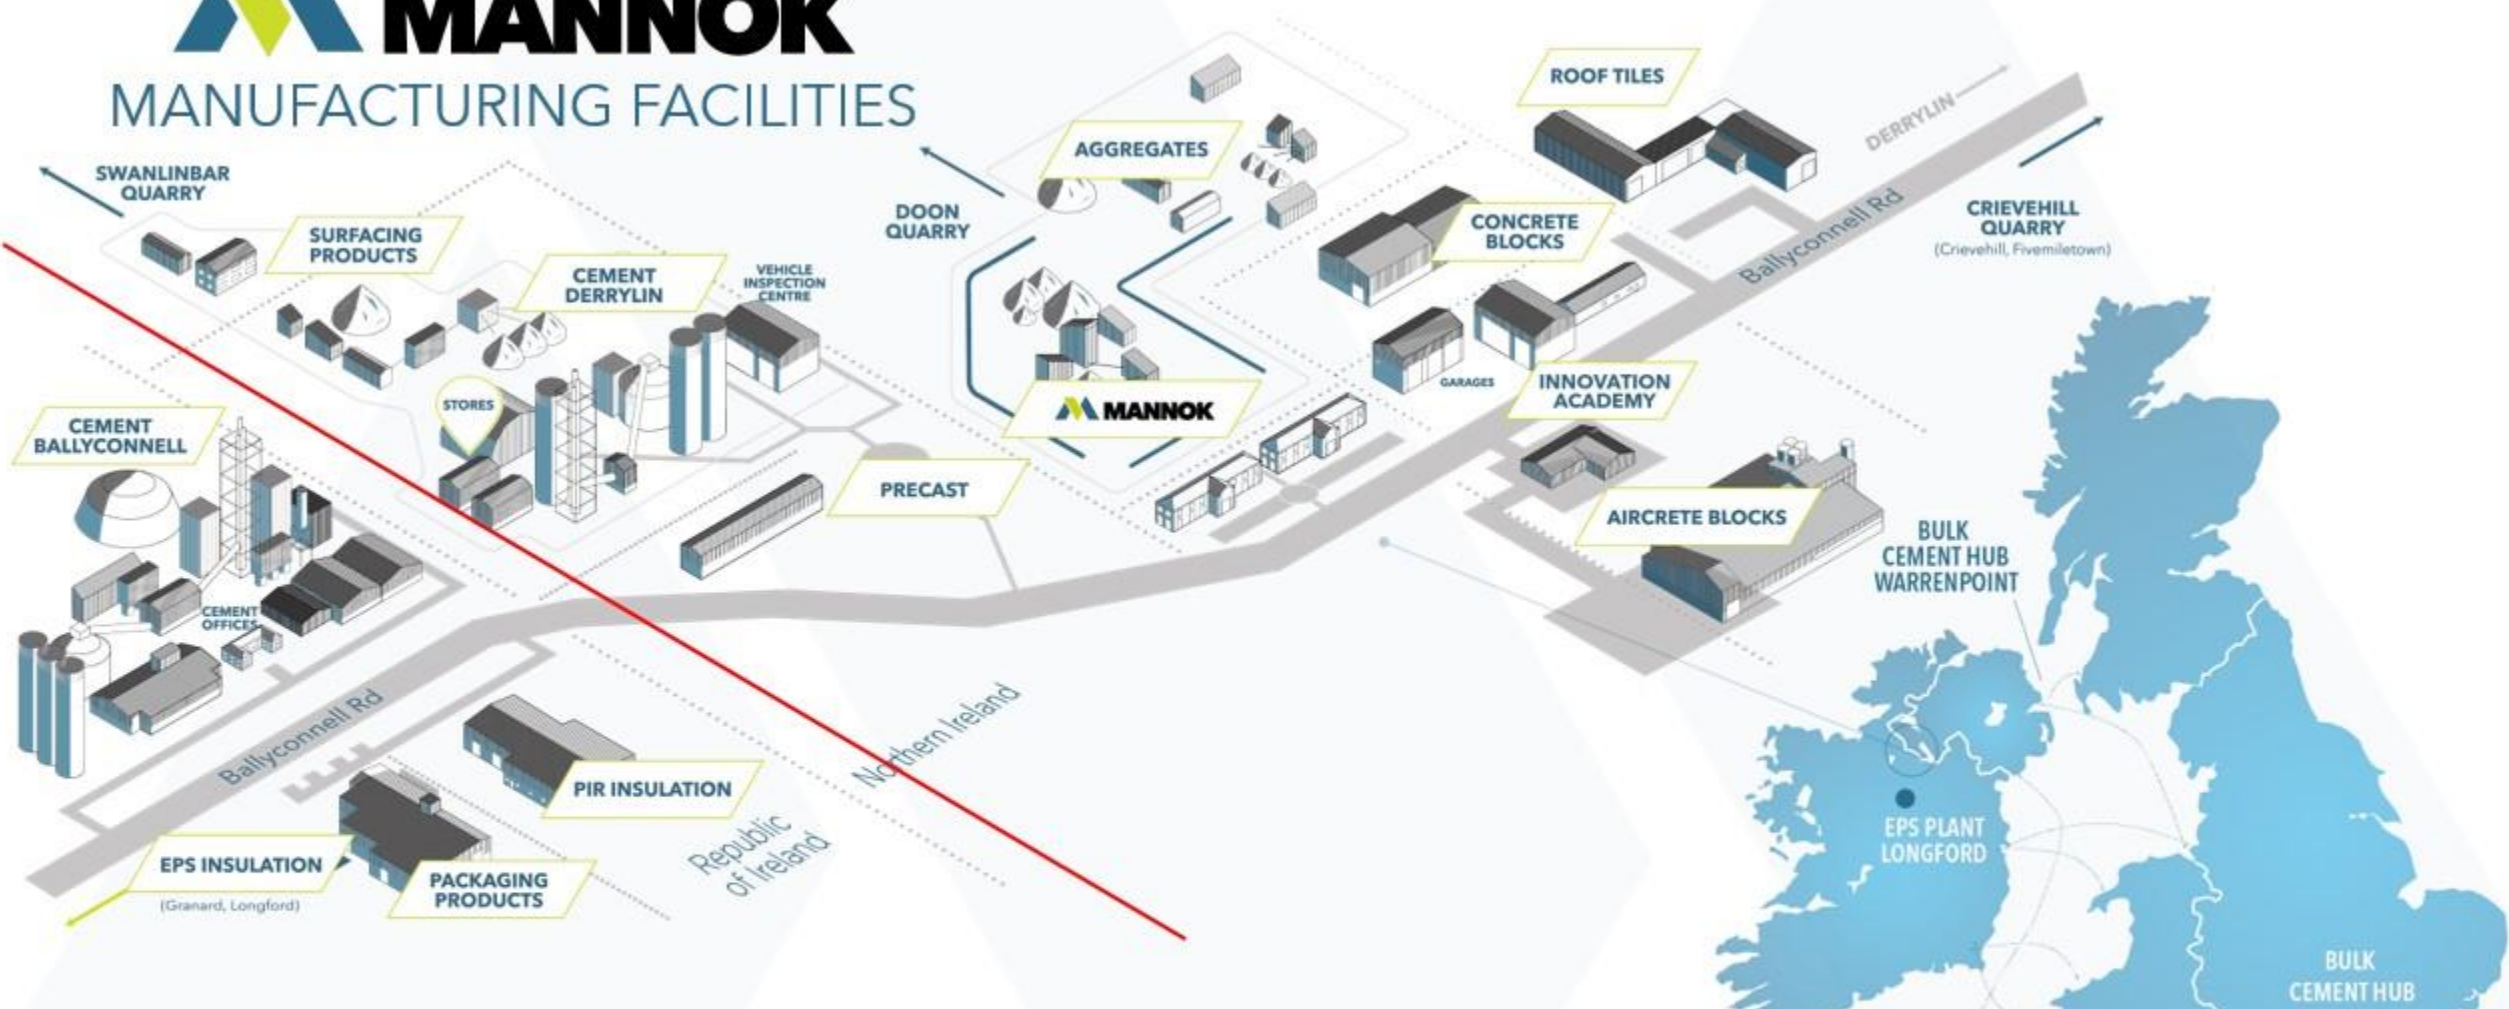 MANNOK
MANUFACTURING FACILITIES
SWANLINBAR
QUARRY
SURFACING
PRODUCTS
CEMENT
DERRYLIN
VEHICLE
INSPECTION
CENTRE
DOON
QUARRY
AGGREGATES
ROOF TILES
CONCRETE
BLOCKS
DERRYLIN
Ballyconnell Rd
CRIEVEHILL
QUARRY
(Crievehill, Fivemiletown)
STORES
CEMENT
BALLYCONNELL
MANNOK
GARAGES
INNOVATION
ACADEMY
PRECAST
AIRCRETE BLOCKS
BULK
CEMENT HUB
WARRENPOINT
CEMENT
OFFICES
Ballyconnell Rd
PIR INSULATION
Northern Ireland
Republic
of Ireland
EPS INSULATION
(Granard, Longford)
PACKAGING
PRODUCTS
EPS PLANT
LONGFORD
BULK
CEMENT HUB